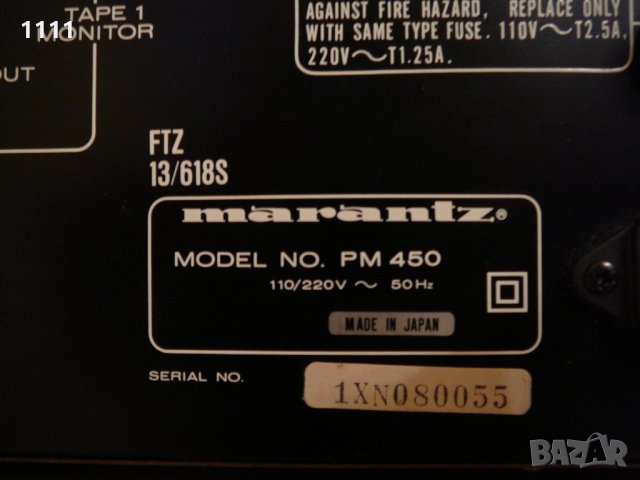 1111
TAPE 1
MONITOR
OUT
AGAINST FIRE HAZARD, REPLACE ONLY
WITH SAME TYPE FUSE. 110V～T2.5A,
220V～T1.25A.
FTZ
13/618S
marantz®
MODEL NO. PM 450
110/220V ～ 50Hz
MADE IN JAPAN
SERIAL NO.
1XN080055
BAZAR